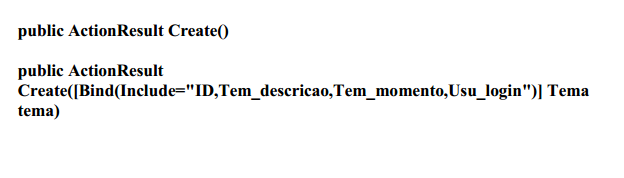 public ActionResult Create()
public ActionResult
Create([Bind(Include="ID,Tem_descricao,Tem_momento,Usu_login")] Tema
tema)